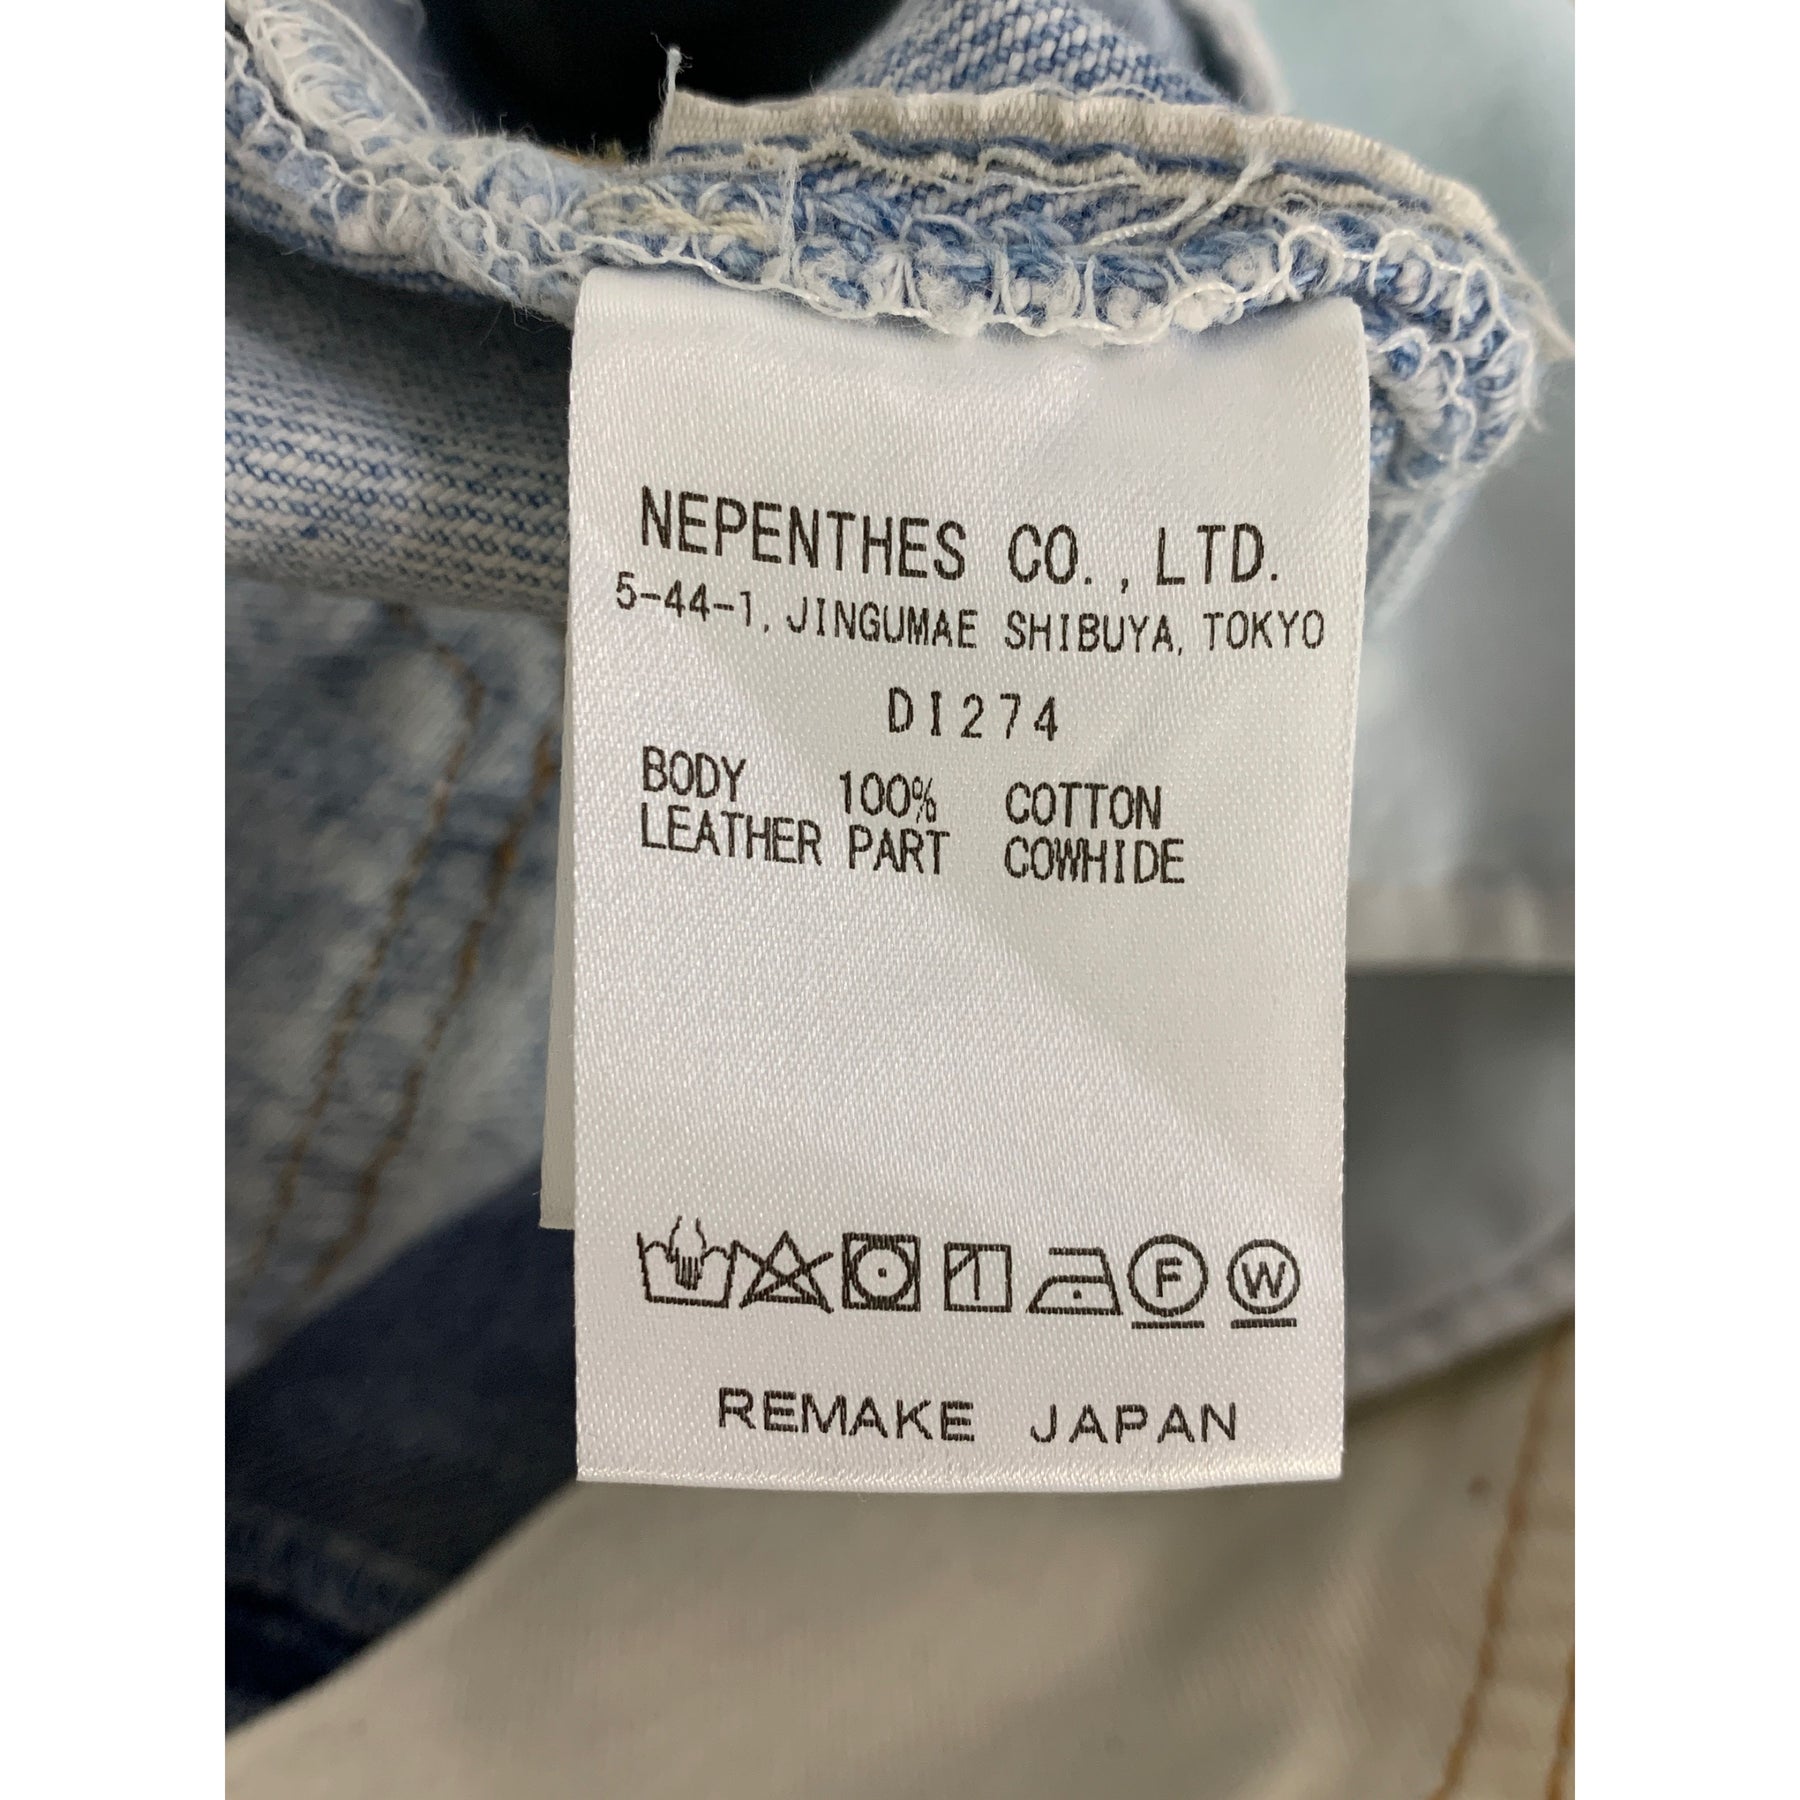 NEPENTHES CO., LTD.
5-44-1, JINGUMAE SHIBUYA, TOKYO
DI274
BODY 100% COTTON
LEATHER PART COWHIDE
F W
REMAKE JAPAN